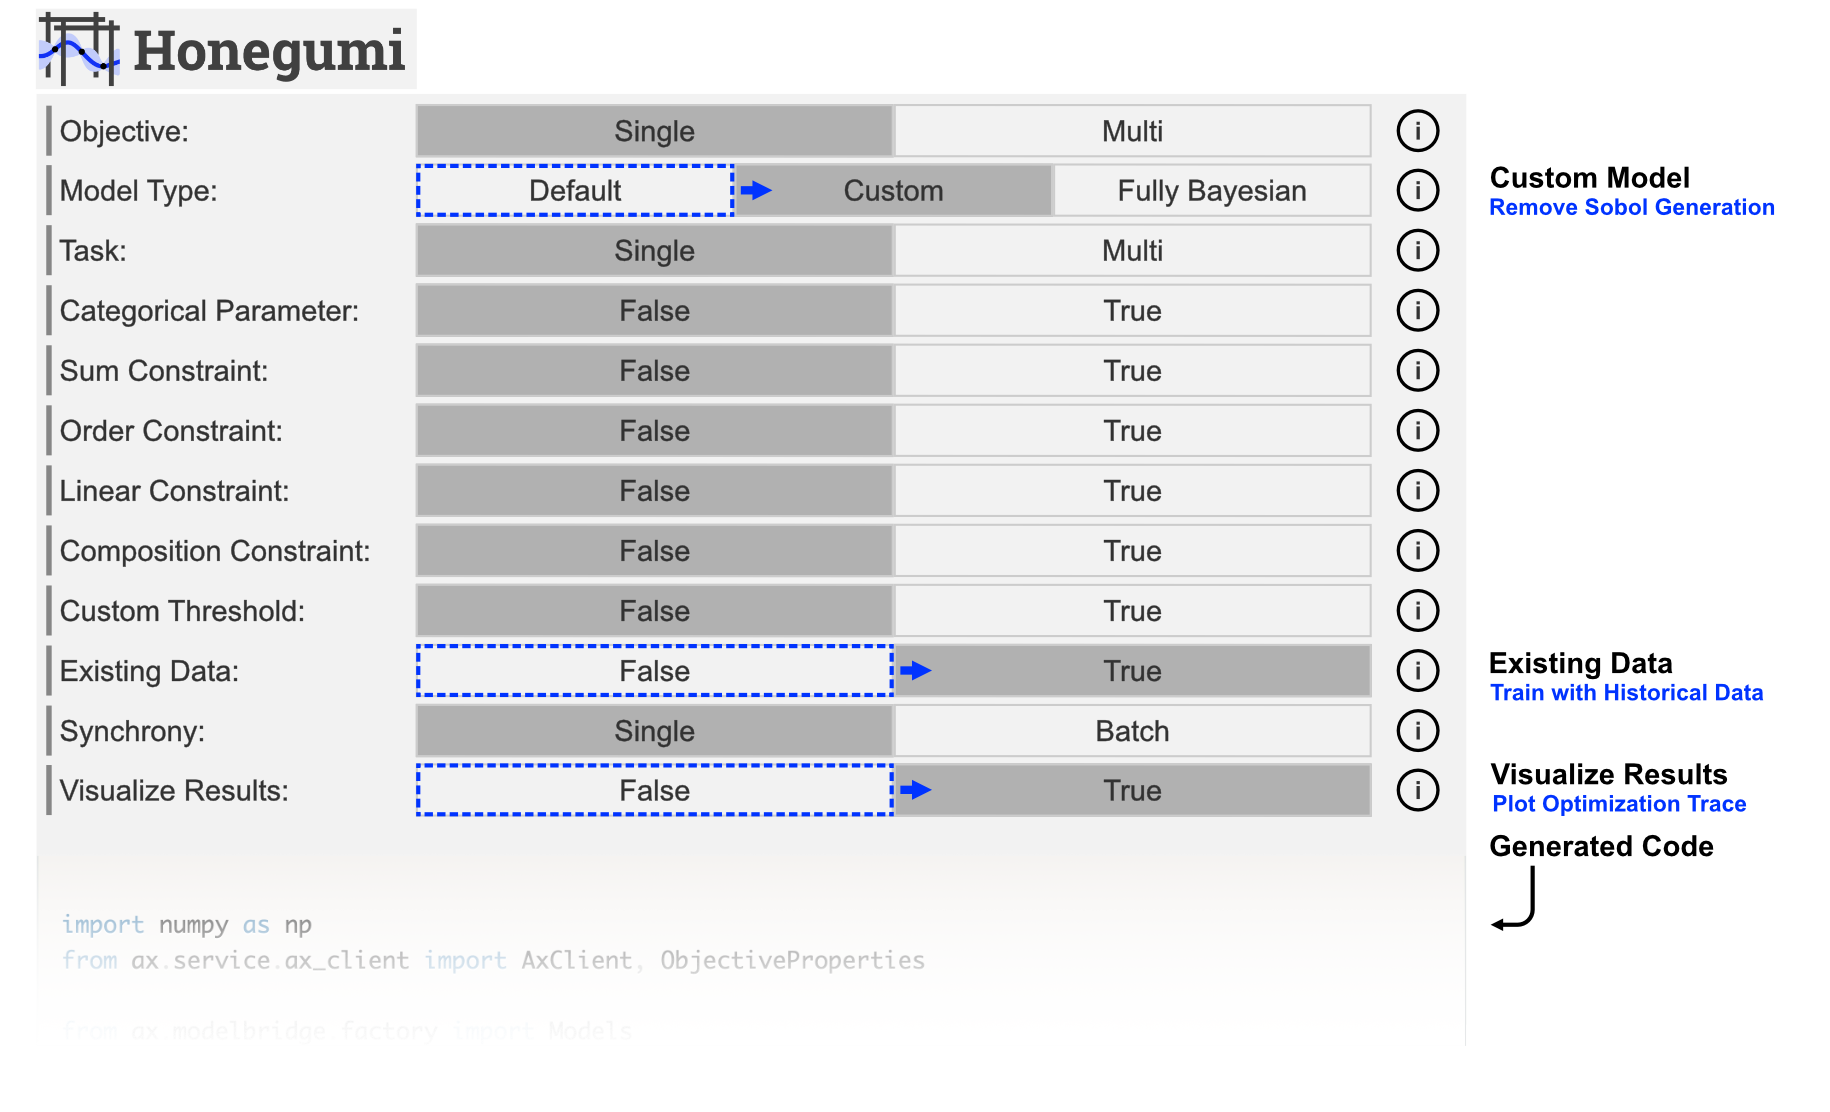 Honegumi
Objective: Single Multi i
Model Type: Default Custom Fully Bayesian i
Custom Model
Remove Sobol Generation
Task: Single Multi i
Categorical Parameter: False True i
Sum Constraint: False True i
Order Constraint: False True i
Linear Constraint: False True i
Composition Constraint: False True i
Custom Threshold: False True i
Existing Data: False True i
Existing Data
Train with Historical Data
Synchrony: Single Batch i
Visualize Results: False True i
Visualize Results
Plot Optimization Trace
Generated Code
import numpy as np
from ax.service.ax_client import AxClient, ObjectiveProperties
from ax.modelbridge.factory import Models